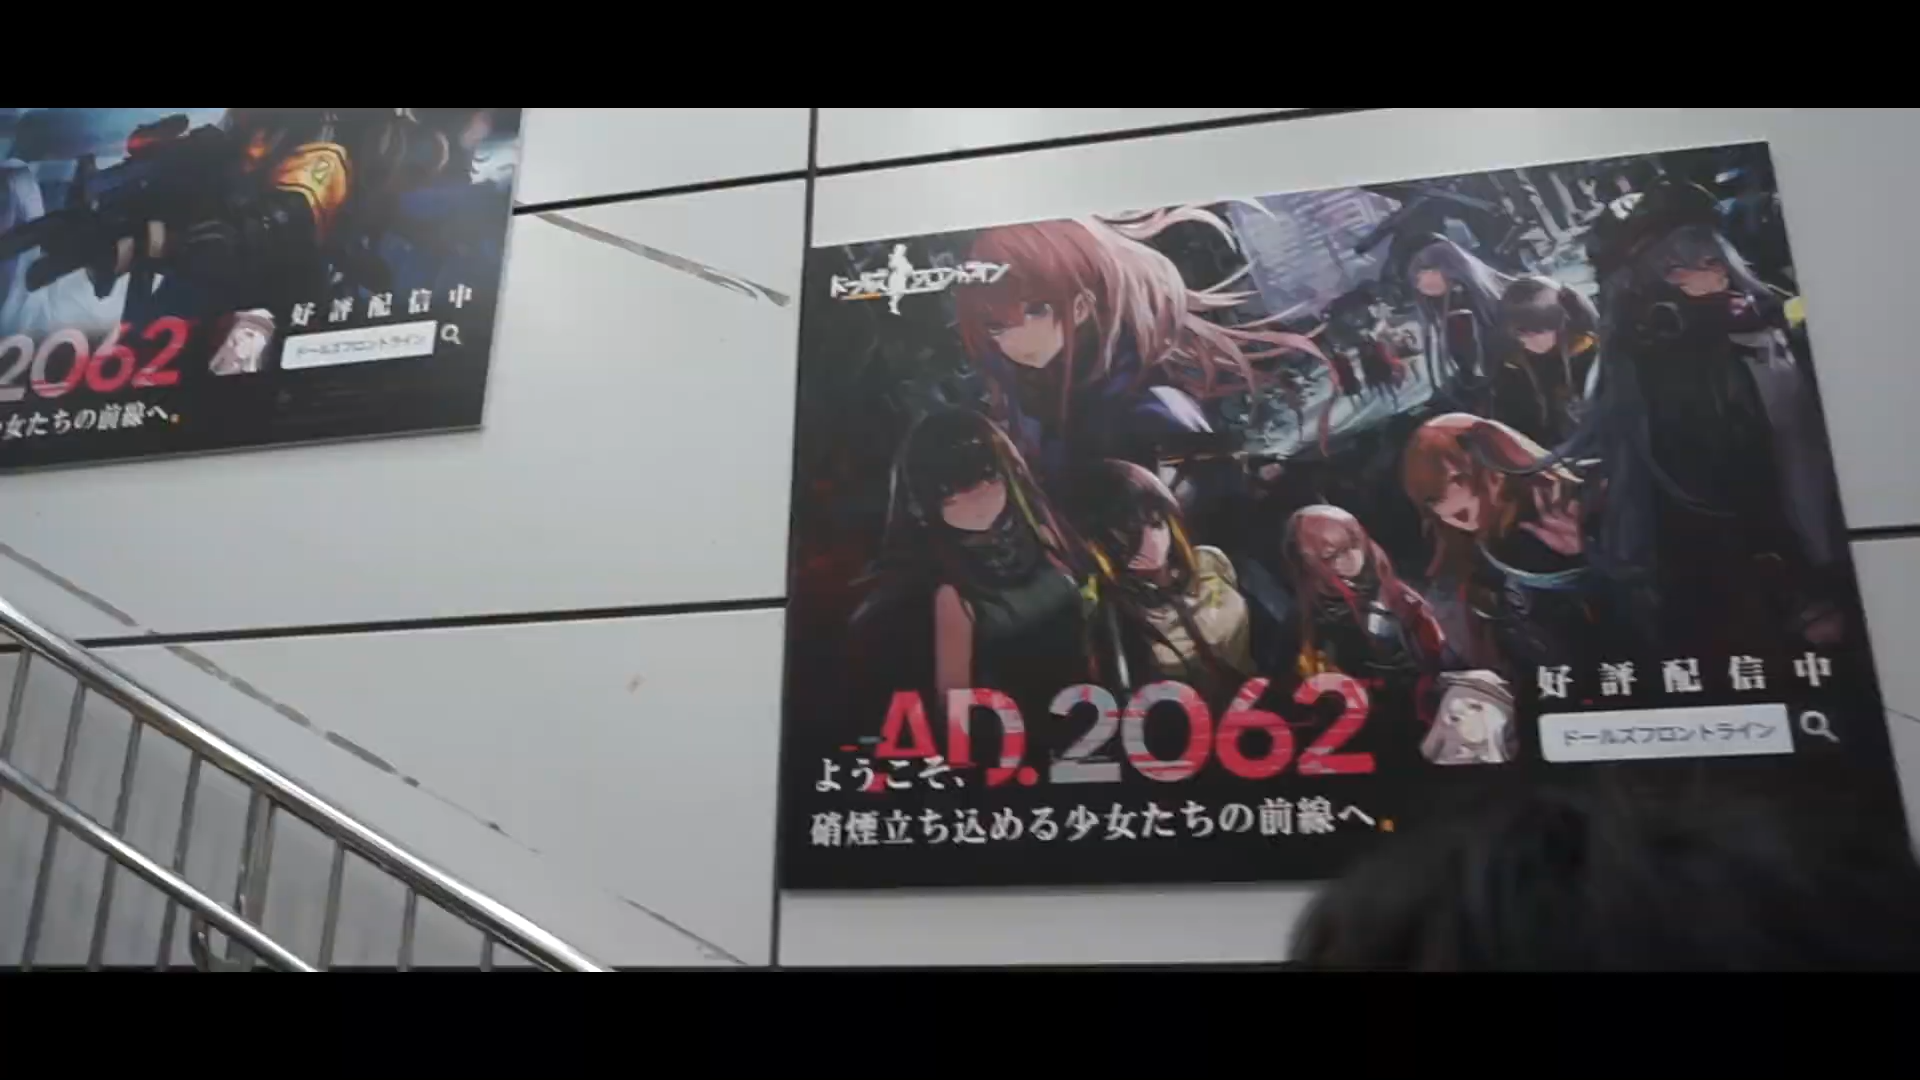 好評配信中
ドールズフロントライン
2062
女たちの前線へ。
ドールズフロントライン
AD.2062
ようこそ、
硝煙立ち込める少女たちの前線へ。
好評配信中
ドールズフロントライン